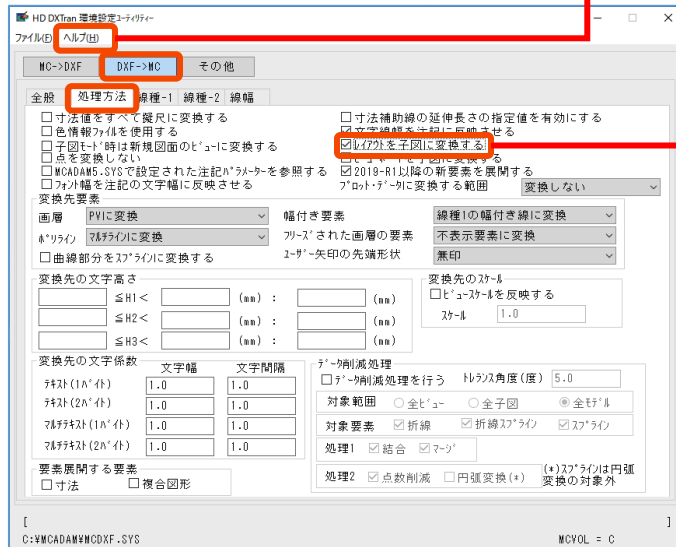 HD DXTran 環境設定ユーティリティー
ファイル(F) ヘルプ(H)
MC->DXF DXF->MC その他
全般 処理方法 線種-1 線種-2 線幅
寸法値をすべて擬尺に変換する 寸法補助線の延伸長さの指定値を有効にする
色情報ファイルを使用する 文字線幅を注記に反映させる
子図モード時は新規図面のビューに変換する レイアウトを子図に変換する
点を変換しない
MCADAM5.SYSで設定された注記パラメーターを参照する 2019-R1以降の新要素を展開する
フォント幅を注記の文字幅に反映させる プロット・データに変換する範囲 変換しない
変換先要素
画層 PVIに変換 幅付き要素 線種1の幅付き線に変換
ポリライン マルチラインに変換 フリーズされた画層の要素 不表示要素に変換
曲線部分をスプラインに変換する ユーザー矢印の先端形状 無印
変換先の文字高さ 変換先のスケール
≦H1< (mm) : (mm) ビュースケールを反映する
≦H2< (mm) : (mm) スケール 1.0
≦H3< (mm) : (mm)
変換先の文字係数 文字幅 文字間隔 データ削減処理
テキスト(1バイト) 1.0 1.0 データ削減処理を行う トレランス角度(度) 5.0
テキスト(2バイト) 1.0 1.0 対象範囲 全ビュー 全子図 全モデル
マルチテキスト(1バイト) 1.0 1.0 対象要素 折線 折線スプライン スプライン
マルチテキスト(2バイト) 1.0 1.0 処理1 結合 マージ
要素展開する要素 処理2 点数削減 円弧変換(*) (*)スプラインは円弧変換の対象外
寸法 複合図形
[ ]
C:¥MCADAM¥MCDXF.SYS MCVOL = C